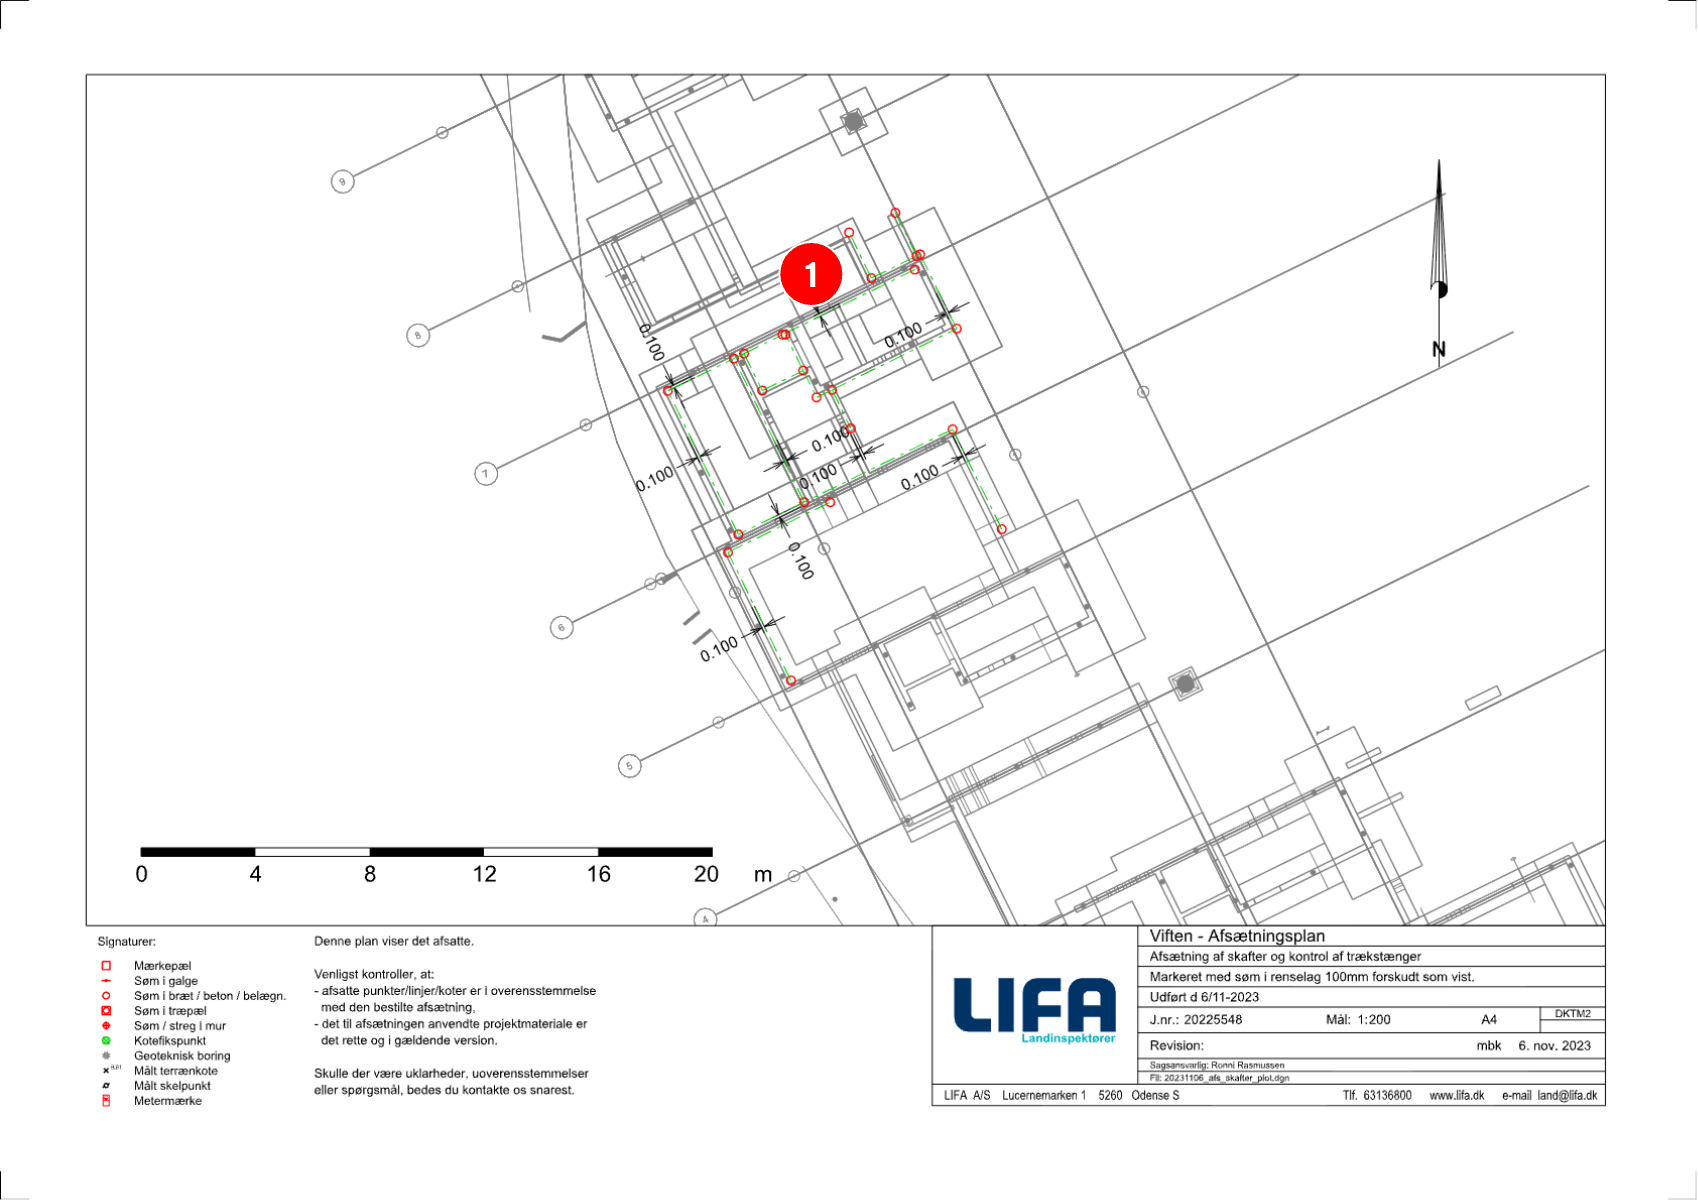 9
8
7
6
5
4
1
0.100
0.100
0.100
0.100
0.100
0.100
0.100
0.100
N
0 4 8 12 16 20 m
Signaturer:
Mærkepæl
Søm i galge
Søm i bræt / beton / belægn.
Søm i træpæl
Søm / streg i mur
Kotefikspunkt
Geoteknisk boring
Målt terrænkote
Målt skelpunkt
Metermærke
Denne plan viser det afsatte.
Venligst kontroller, at:
- afsatte punkter/linjer/koter er i overensstemmelse
med den bestilte afsætning,
- det til afsætningen anvendte projektmateriale er
det rette og i gældende version.
Skulle der være uklarheder, uoverensstemmelser
eller spørgsmål, bedes du kontakte os snarest.
LIFA
Landinspektører
Viften - Afsætningsplan
Afsætning af skafter og kontrol af trækstænger
Markeret med søm i renselag 100mm forskudt som vist.
Udført d 6/11-2023
J.nr.: 20225548 Mål: 1:200 A4 DKTM2
Revision: mbk 6. nov. 2023
Sagsansvarlig: Ronni Rasmussen
Fil: 20231106_afs_skafter_plot.dgn
LIFA A/S Lucernemarken 1 5260 Odense S Tlf. 63136800 www.lifa.dk e-mail land@lifa.dk